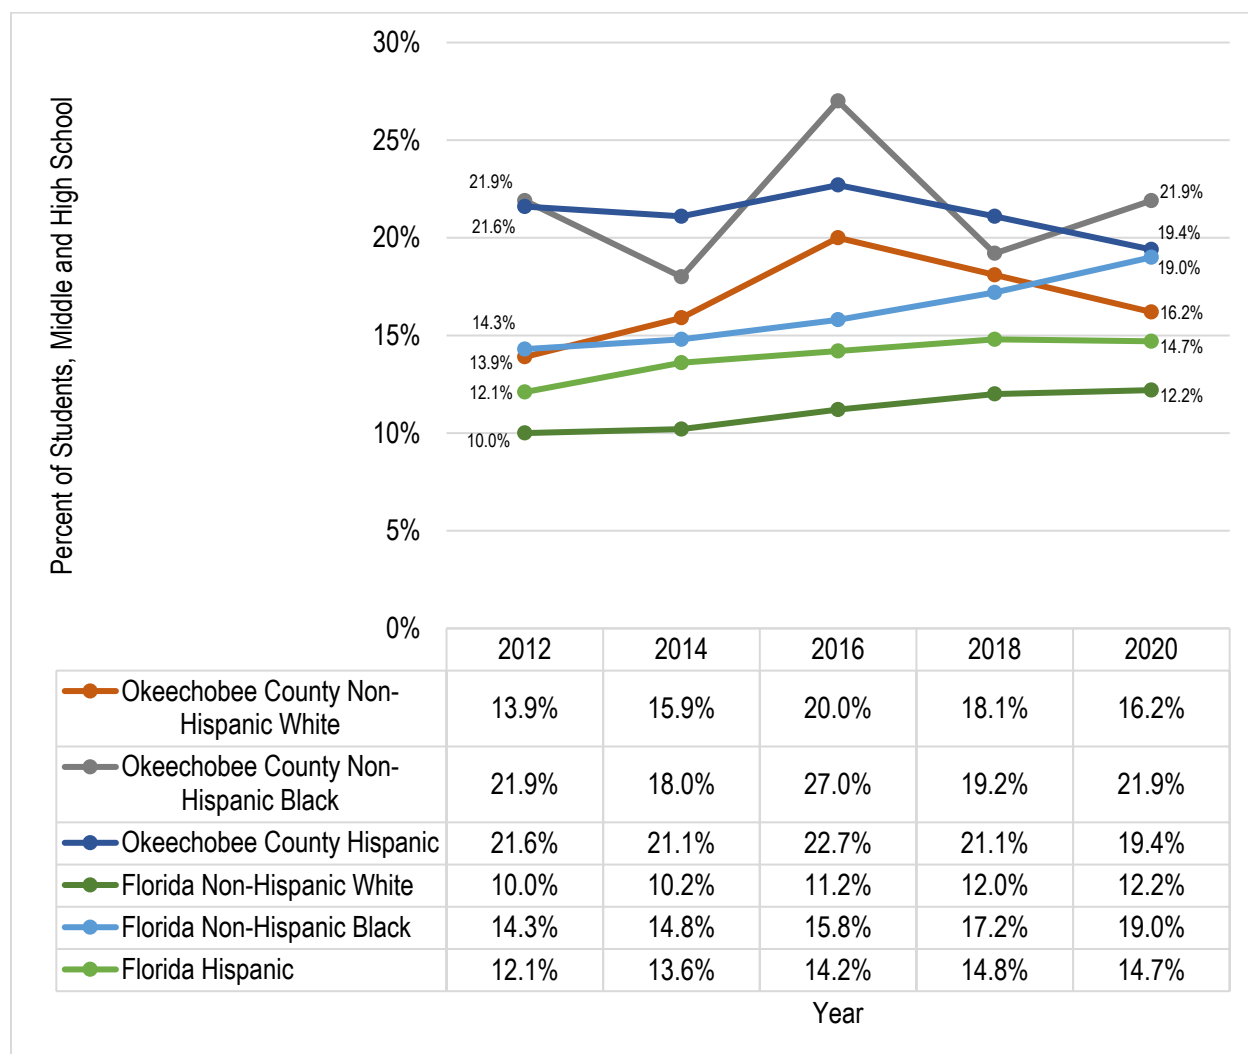 Percent of Students, Middle and High School
30%
25%
20%
15%
10%
5%
0%
21.9%
21.6%
14.3%
13.9%
12.1%
10.0%
21.9%
19.4%
19.0%
16.2%
14.7%
12.2%
2012 2014 2016 2018 2020
Okeechobee County Non-
Hispanic White
13.9% 15.9% 20.0% 18.1% 16.2%
Okeechobee County Non-
Hispanic Black
21.9% 18.0% 27.0% 19.2% 21.9%
Okeechobee County Hispanic 21.6% 21.1% 22.7% 21.1% 19.4%
Florida Non-Hispanic White 10.0% 10.2% 11.2% 12.0% 12.2%
Florida Non-Hispanic Black 14.3% 14.8% 15.8% 17.2% 19.0%
Florida Hispanic 12.1% 13.6% 14.2% 14.8% 14.7%
Year